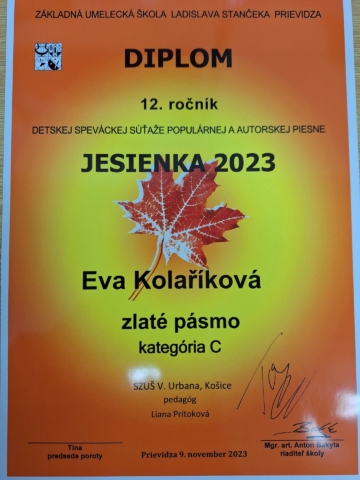 ZÁKLADNÁ UMELECKÁ ŠKOLA LADISLAVA STANČEKA PRIEVIDZA
DIPLOM
12. ročník
DETSKEJ SPEVÁCKEJ SÚŤAŽE POPULÁRNEJ A AUTORSKEJ PIESNE
JESIENKA 2023
Eva Kolaříková
zlaté pásmo
kategória C
SZUŠ V. Urbana, Košice
pedagóg
Liana Prítoková
Tina
predseda poroty
Mgr. art. Anton Bakyta
riaditeľ školy
Prievidza 9. november 2023